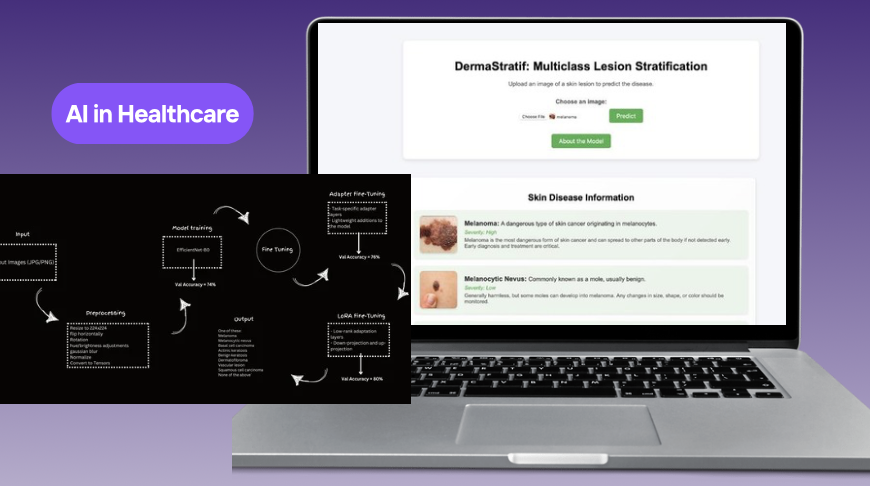 AI in Healthcare
DermaStratif: Multiclass Lesion Stratification
Upload an image of a skin lesion to predict the disease.
Choose an Image:
Choose File melanoma
Predict
About the Model
Skin Disease Information
Melanoma: A dangerous type of skin cancer originating in melanocytes.
Severity: High
Melanoma is the most dangerous form of skin cancer and can spread to other parts of the body if not detected early.
Early diagnosis and treatment are critical.
Melanocytic Nevus: Commonly known as a mole, usually benign.
Severity: Low
Generally harmless, but some moles can develop into melanoma. Any changes in size, shape, or color should be
monitored.
Input
ut Images (JPG/PNG)
Preprocessing
Resize to 224x224
flip horizontally
Rotation
hue/brightness adjustments
gaussian blur
Normalize
Convert to Tensors
Model training
EfficientNet-B0
Val Accuracy = 74%
Fine Tuning
Adapter Fine-Tuning
- Task-specific adapter
layers
- Lightweight additions to
the model
Val Accuracy = 76%
LoRA Fine-Tuning
- Low-rank adaptation
layers
- Down-projection and up-
projection
Val Accuracy = 80%
Output
One of these:
Melanoma
Melanocytic nevus
Basal cell carcinoma
Actinic keratosis
Benign keratosis
Dermatofibroma
Vascular lesion
Squamous cell carcinoma
None of the above